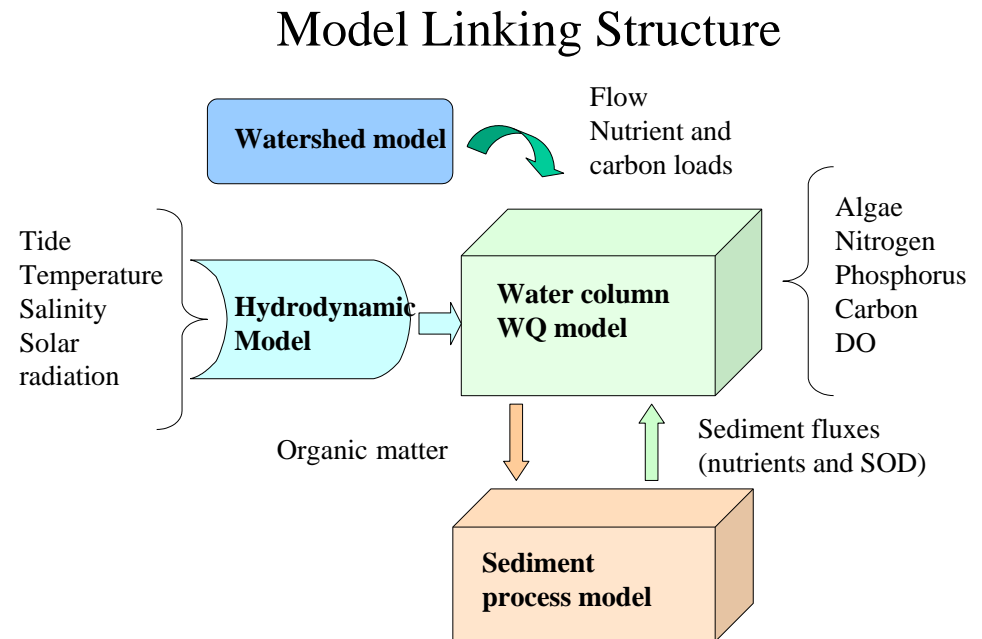 Model Linking Structure
Watershed model
Flow
Nutrient and
carbon loads
Tide
Temperature
Salinity
Solar
radiation
Hydrodynamic
Model
Water column
WQ model
Algae
Nitrogen
Phosphorus
Carbon
DO
Organic matter
Sediment fluxes
(nutrients and SOD)
Sediment
process model